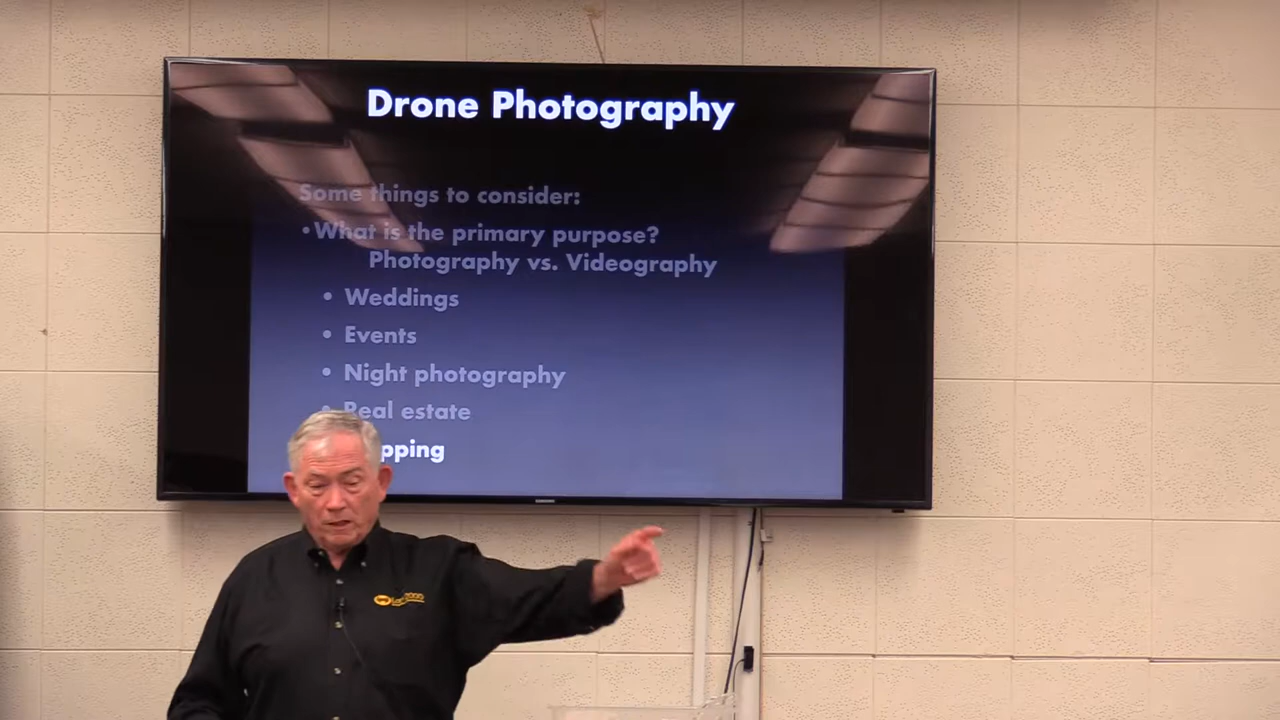 Drone Photography
Some things to consider:
•What is the primary purpose?
Photography vs. Videography
• Weddings
• Events
• Night photography
• Real estate
pping